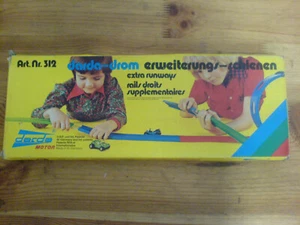 Art. Nr. 312 darda-drom erweiterungs-schienen
extra runways
rails droits
supplementaires
darda
MOTOR